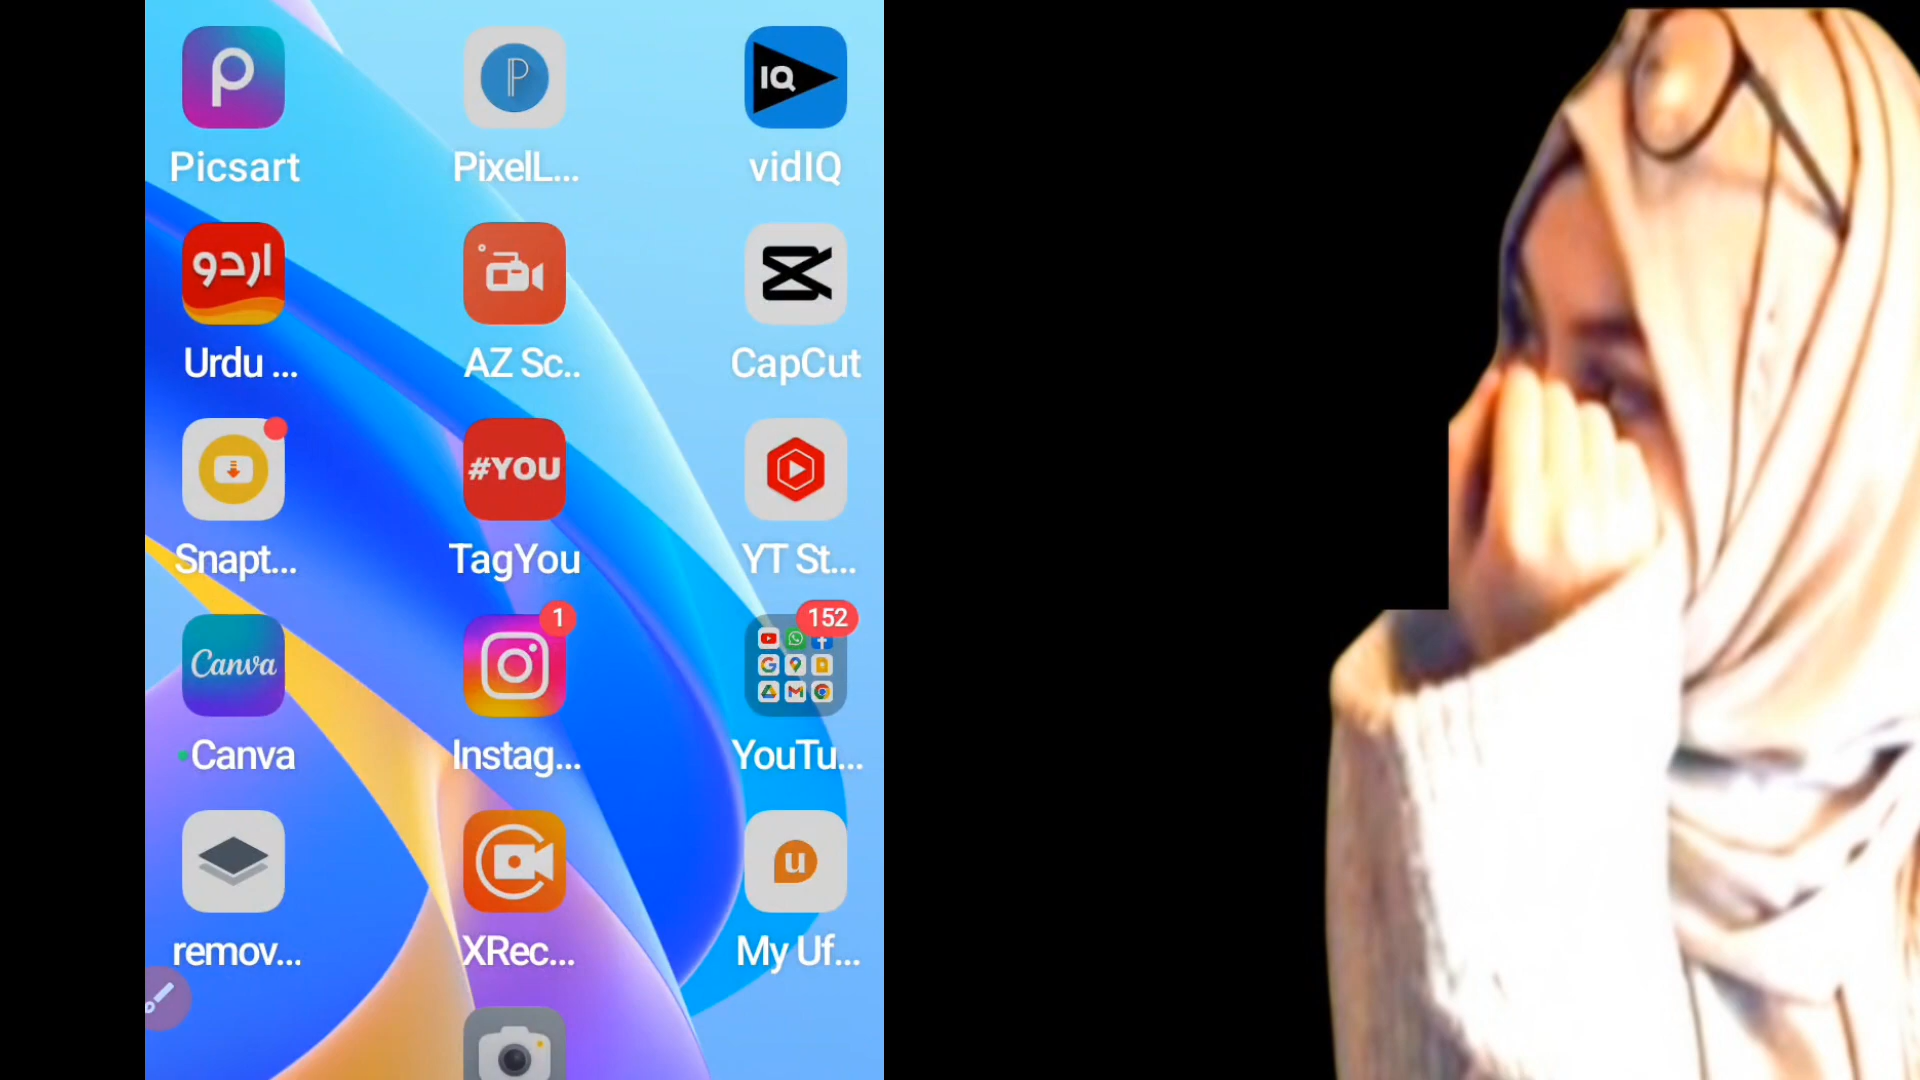 P
P
IQ
Picsart
PixelL...
vidIQ
اردو
Urdu ...
AZ Sc..
CapCut
#YOU
Snapt...
TagYou
YT St...
1
152
Canva
Canva
Instag...
YouTu...
u
remov...
XRec...
My Uf...